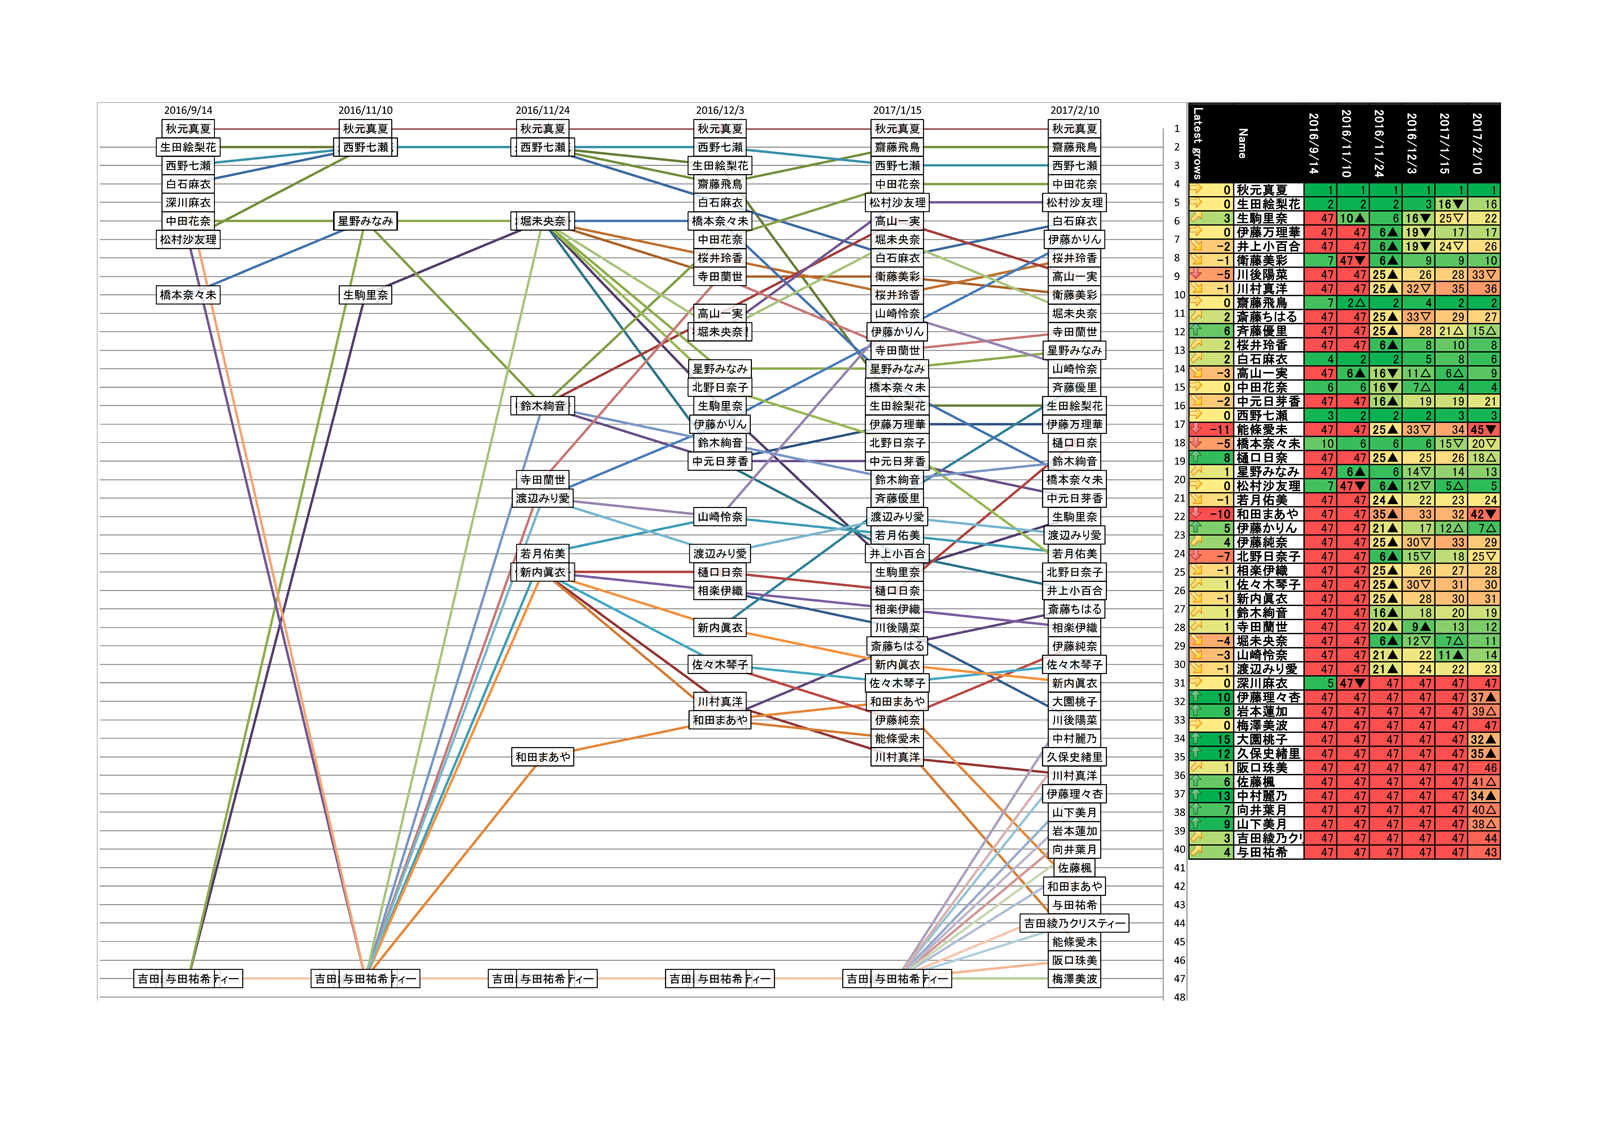 2016/9/14 2016/11/10 2016/11/24 2016/12/3 2017/1/15 2017/2/10
秋元真夏 秋元真夏 秋元真夏 秋元真夏 秋元真夏 秋元真夏 1
生田絵梨花 西野七瀬 西野七瀬 西野七瀬 齋藤飛鳥 齋藤飛鳥 2
西野七瀬 生田絵梨花 西野七瀬 西野七瀬 3
白石麻衣 齋藤飛鳥 中田花奈 中田花奈 4
深川麻衣 白石麻衣 松村沙友理 松村沙友理 5
中田花奈 星野みなみ 堀未央奈 橋本奈々未 高山一実 白石麻衣 6
松村沙友理 中田花奈 堀未央奈 伊藤かりん 7
桜井玲香 白石麻衣 桜井玲香 8
寺田蘭世 衛藤美彩 高山一実 9
橋本奈々未 生駒里奈 桜井玲香 衛藤美彩 10
高山一実 山崎怜奈 堀未央奈 11
堀未央奈 伊藤かりん 寺田蘭世 12
寺田蘭世 星野みなみ 13
星野みなみ 星野みなみ 山崎怜奈 14
北野日奈子 橋本奈々未 斉藤優里 15
鈴木絢音 生駒里奈 生田絵梨花 生田絵梨花 16
伊藤かりん 伊藤万理華 伊藤万理華 17
鈴木絢音 北野日奈子 樋口日奈 18
中元日芽香 中元日芽香 鈴木絢音 19
寺田蘭世 鈴木絢音 橋本奈々未 20
渡辺みり愛 斉藤優里 中元日芽香 21
山崎怜奈 渡辺みり愛 生駒里奈 22
若月佑美 渡辺みり愛 23
若月佑美 渡辺みり愛 井上小百合 若月佑美 24
新内眞衣 樋口日奈 生駒里奈 北野日奈子 25
相楽伊織 樋口日奈 井上小百合 26
相楽伊織 斎藤ちはる 27
新内眞衣 川後陽菜 相楽伊織 28
斎藤ちはる 伊藤純奈 29
佐々木琴子 新内眞衣 佐々木琴子 30
佐々木琴子 新内眞衣 31
川村真洋 和田まあや 大園桃子 32
和田まあや 伊藤純奈 川後陽菜 33
能條愛未 中村麗乃 34
和田まあや 川村真洋 久保史緒里 35
川村真洋 36
伊藤理々杏 37
山下美月 38
岩本蓮加 39
向井葉月 40
佐藤楓 41
和田まあや 42
与田祐希 43
吉田綾乃クリスティー 44
能條愛未 45
阪口珠美 46
吉田 与田祐希 ティー 吉田 与田祐希 ティー 吉田 与田祐希 ティー 吉田 与田祐希 ティー 吉田 与田祐希 ティー 梅澤美波 47
48
Latest grows Name 2016/9/14 2016/11/10 2016/11/24 2016/12/3 2017/1/15 2017/2/10
0 秋元真夏 1 1 1 1 1 1
0 生田絵梨花 2 2 2 3 16▼ 16
3 生駒里奈 47 10▲ 6 16▼ 25▽ 22
0 伊藤万理華 47 47 6▲ 19▼ 17 17
-2 井上小百合 47 47 6▲ 19▼ 24▽ 26
-1 衛藤美彩 7 47▼ 6▲ 9 9 10
-5 川後陽菜 47 47 25▲ 26 28 33▽
-1 川村真洋 47 47 25▲ 32▽ 35 36
0 齋藤飛鳥 7 2△ 2 4 2 2
2 斎藤ちはる 47 47 25▲ 33▽ 29 27
6 斉藤優里 47 47 25▲ 28 21△ 15△
2 桜井玲香 47 47 6▲ 8 10 8
2 白石麻衣 4 2 2 5 8 6
-3 高山一実 47 6▲ 16▼ 11△ 6△ 9
0 中田花奈 6 6 16▼ 7△ 4 4
-2 中元日芽香 47 47 16▲ 19 19 21
0 西野七瀬 3 2 2 2 3 3
-11 能條愛未 47 47 25▲ 33▽ 34 45▼
-5 橋本奈々未 10 6 6 6 15▽ 20▽
8 樋口日奈 47 47 25▲ 25 26 18△
1 星野みなみ 47 6▲ 6 14▽ 14 13
0 松村沙友理 7 47▼ 6▲ 12▽ 5△ 5
-1 若月佑美 47 47 24▲ 22 23 24
-10 和田まあや 47 47 35▲ 33 32 42▼
5 伊藤かりん 47 47 21▲ 17 12△ 7△
4 伊藤純奈 47 47 25▲ 30▽ 33 29
-7 北野日奈子 47 47 6▲ 15▽ 18 25▽
-1 相楽伊織 47 47 25▲ 26 27 28
1 佐々木琴子 47 47 25▲ 30▽ 31 30
-1 新内眞衣 47 47 25▲ 28 30 31
1 鈴木絢音 47 47 16▲ 18 20 19
1 寺田蘭世 47 47 20▲ 9▲ 13 12
-4 堀未央奈 47 47 6▲ 12▽ 7△ 11
-3 山崎怜奈 47 47 21▲ 22 11▲ 14
-1 渡辺みり愛 47 47 21▲ 24 22 23
0 深川麻衣 5 47▼ 47 47 47 47
10 伊藤理々杏 47 47 47 47 47 37▲
8 岩本蓮加 47 47 47 47 47 39△
0 梅澤美波 47 47 47 47 47 47
15 大園桃子 47 47 47 47 47 32▲
12 久保史緒里 47 47 47 47 47 35▲
1 阪口珠美 47 47 47 47 47 46
6 佐藤楓 47 47 47 47 47 41△
13 中村麗乃 47 47 47 47 47 34▲
7 向井葉月 47 47 47 47 47 40△
9 山下美月 47 47 47 47 47 38△
3 吉田綾乃クリ 47 47 47 47 47 44
4 与田祐希 47 47 47 47 47 43